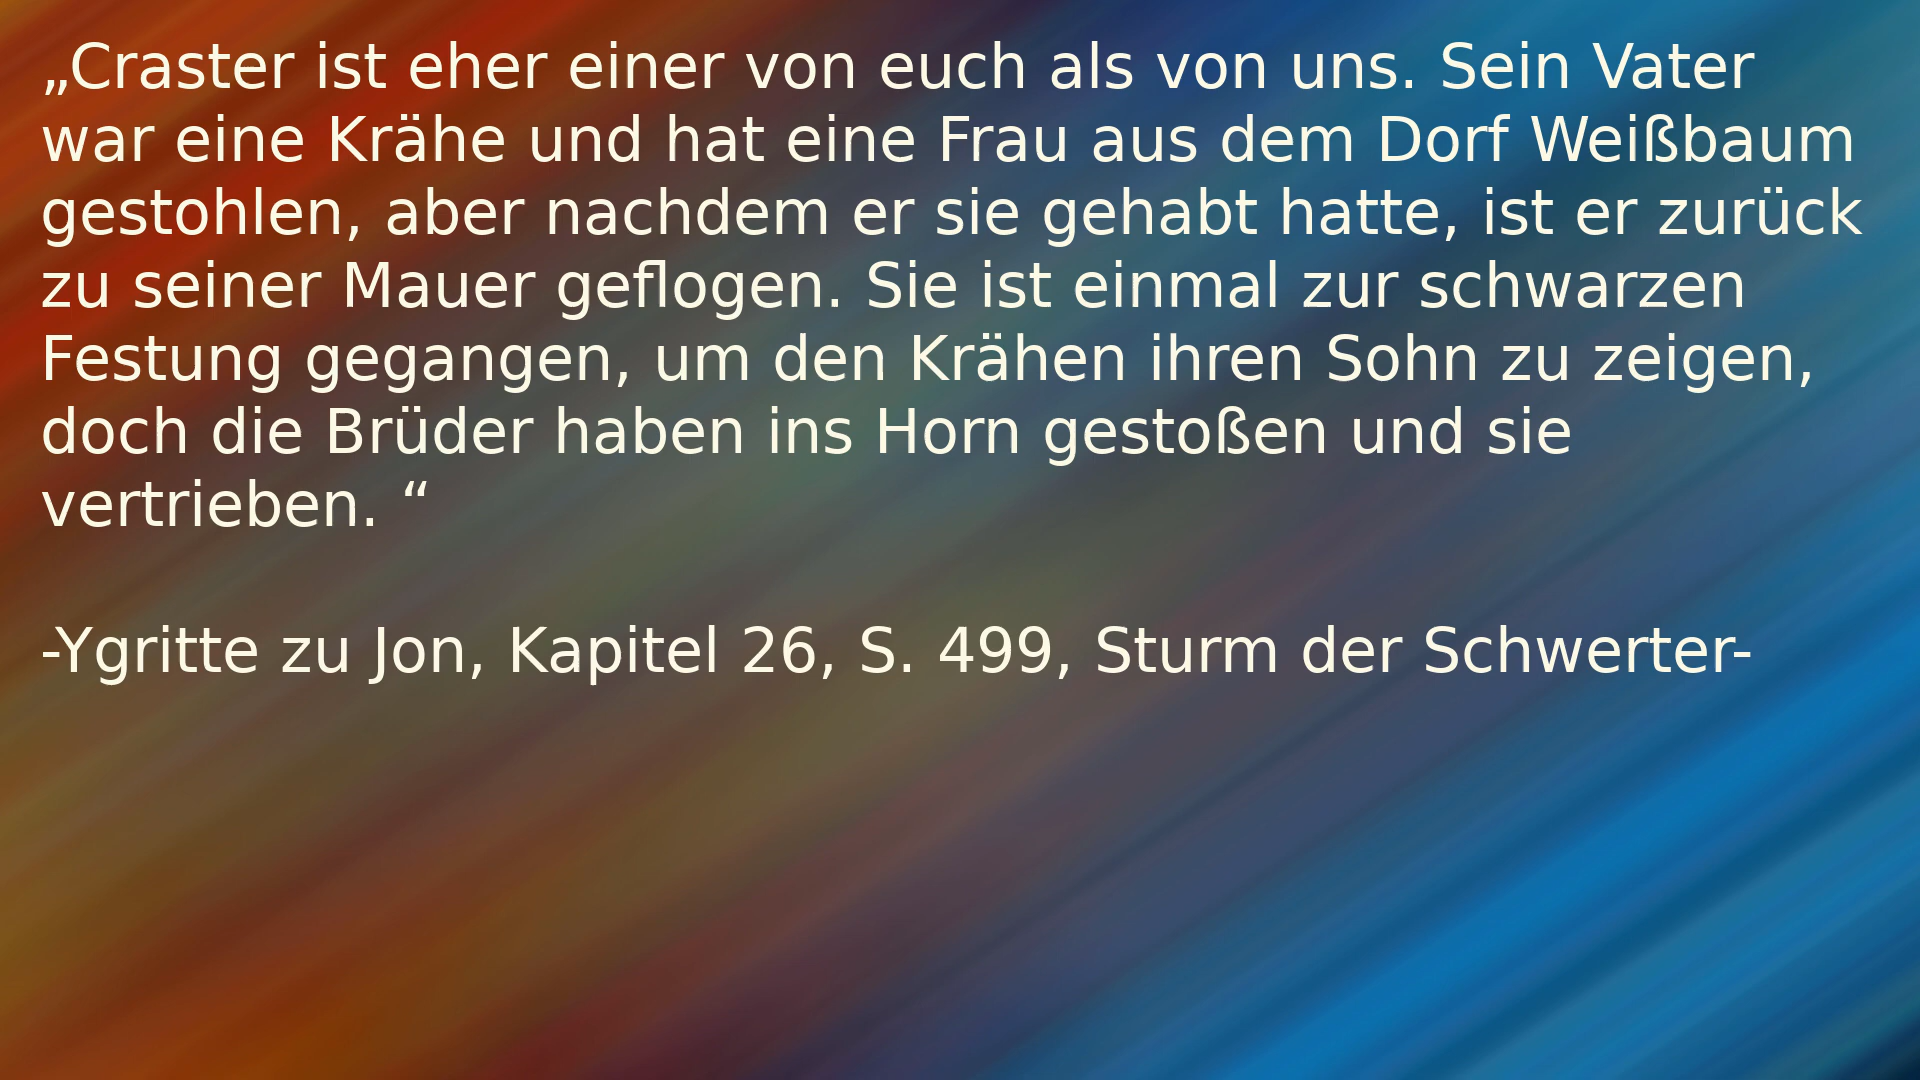 „Craster ist eher einer von euch als von uns. Sein Vater
war eine Krähe und hat eine Frau aus dem Dorf Weißbaum
gestohlen, aber nachdem er sie gehabt hatte, ist er zurück
zu seiner Mauer geflogen. Sie ist einmal zur schwarzen
Festung gegangen, um den Krähen ihren Sohn zu zeigen,
doch die Brüder haben ins Horn gestoßen und sie
vertrieben. “
-Ygritte zu Jon, Kapitel 26, S. 499, Sturm der Schwerter-